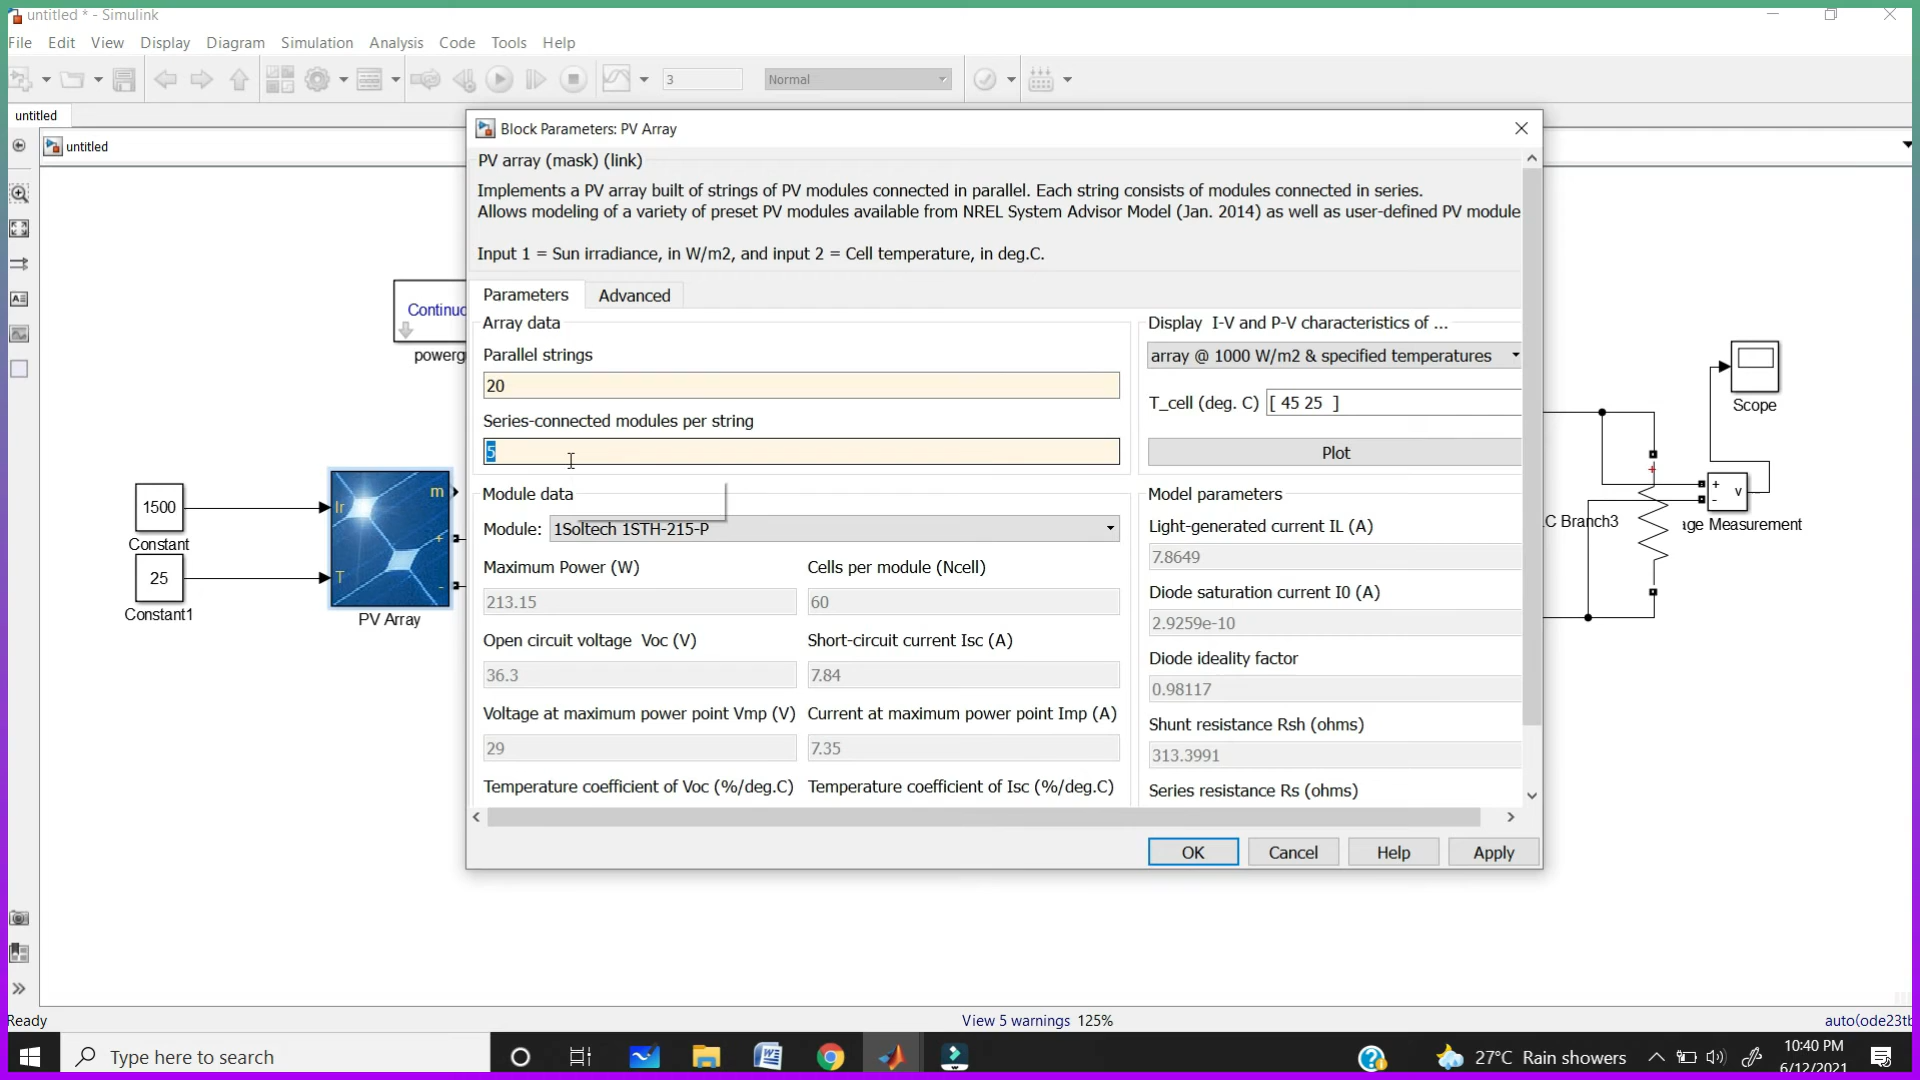 untitled * - Simulink
File Edit View Display Diagram Simulation Analysis Code Tools Help
3 Normal
untitled
untitled
Block Parameters: PV Array
PV array (mask) (link)
Implements a PV array built of strings of PV modules connected in parallel. Each string consists of modules connected in series.
Allows modeling of a variety of preset PV modules available from NREL System Advisor Model (Jan. 2014) as well as user-defined PV module
Input 1 = Sun irradiance, in W/m2, and input 2 = Cell temperature, in deg.C.
Parameters Advanced
Array data
Parallel strings
20
Series-connected modules per string
5
Display I-V and P-V characteristics of ...
array @ 1000 W/m2 & specified temperatures
T_cell (deg. C) [ 45 25 ]
Plot
Module data
Module: 1Soltech 1STH-215-P
Maximum Power (W) Cells per module (Ncell)
213.15 60
Open circuit voltage Voc (V) Short-circuit current Isc (A)
36.3 7.84
Voltage at maximum power point Vmp (V) Current at maximum power point Imp (A)
29 7.35
Temperature coefficient of Voc (%/deg.C) Temperature coefficient of Isc (%/deg.C)
Model parameters
Light-generated current IL (A)
7.8649
Diode saturation current I0 (A)
2.9259e-10
Diode ideality factor
0.98117
Shunt resistance Rsh (ohms)
313.3991
Series resistance Rs (ohms)
OK Cancel Help Apply
Continuo
powerg
1500
Constant
25
Constant1
Ir
T
m
+
-
PV Array
Scope
+
+
-
v
C Branch3
age Measurement
Ready
View 5 warnings 125%
auto(ode23tb
Type here to search
27°C Rain showers
10:40 PM
6/12/2021